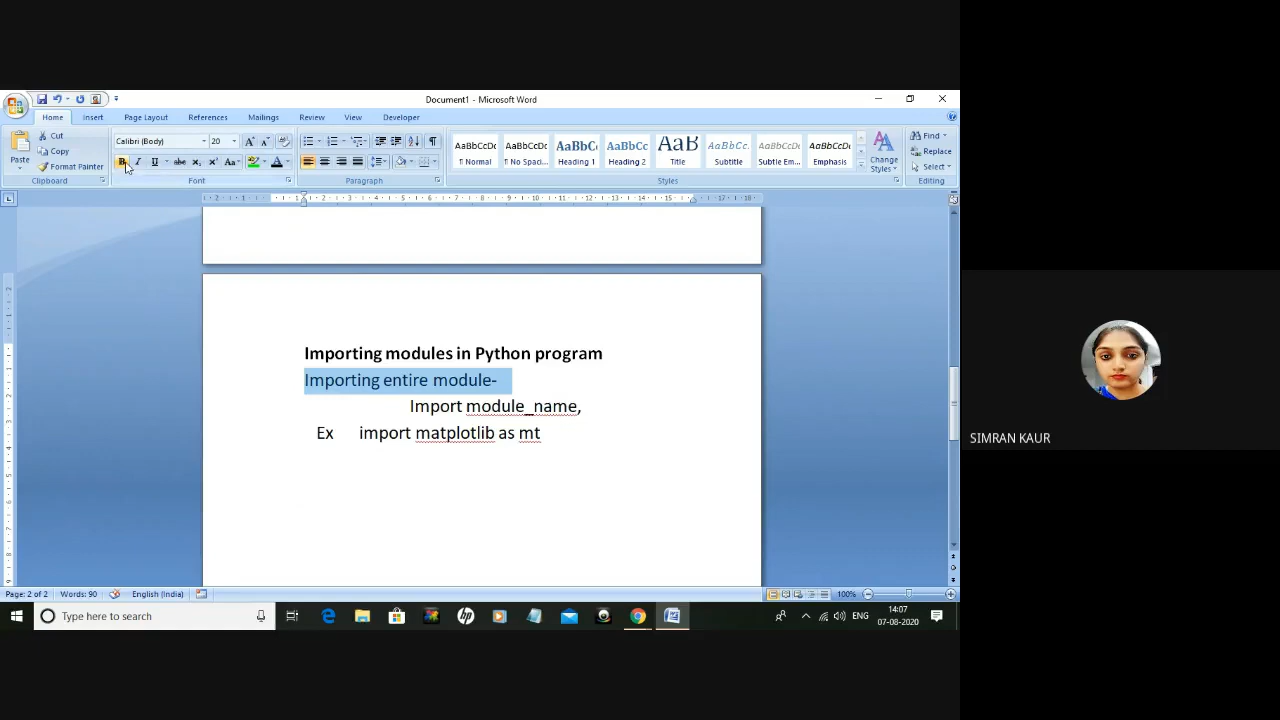 Document1 - Microsoft Word
Home Insert Page Layout References Mailings Review View Developer
Paste
Cut
Copy
Format Painter
Clipboard
Calibri (Body) 20
Font
Paragraph
AaBbCcDc AaBbCcDc AaBbC AaBbCc AaB AaBbCc. AaBbCcDc AaBbCcDc
¶ Normal ¶ No Spaci... Heading 1 Heading 2 Title Subtitle Subtle Em... Emphasis
Change Styles
Styles
Find
Replace
Select
Editing
Importing modules in Python program
Importing entire module-
Import module_name,
Ex import matplotlib as mt
SIMRAN KAUR
Page: 2 of 2 Words: 90 English (India) 100%
Type here to search
ENG
14:07
07-08-2020